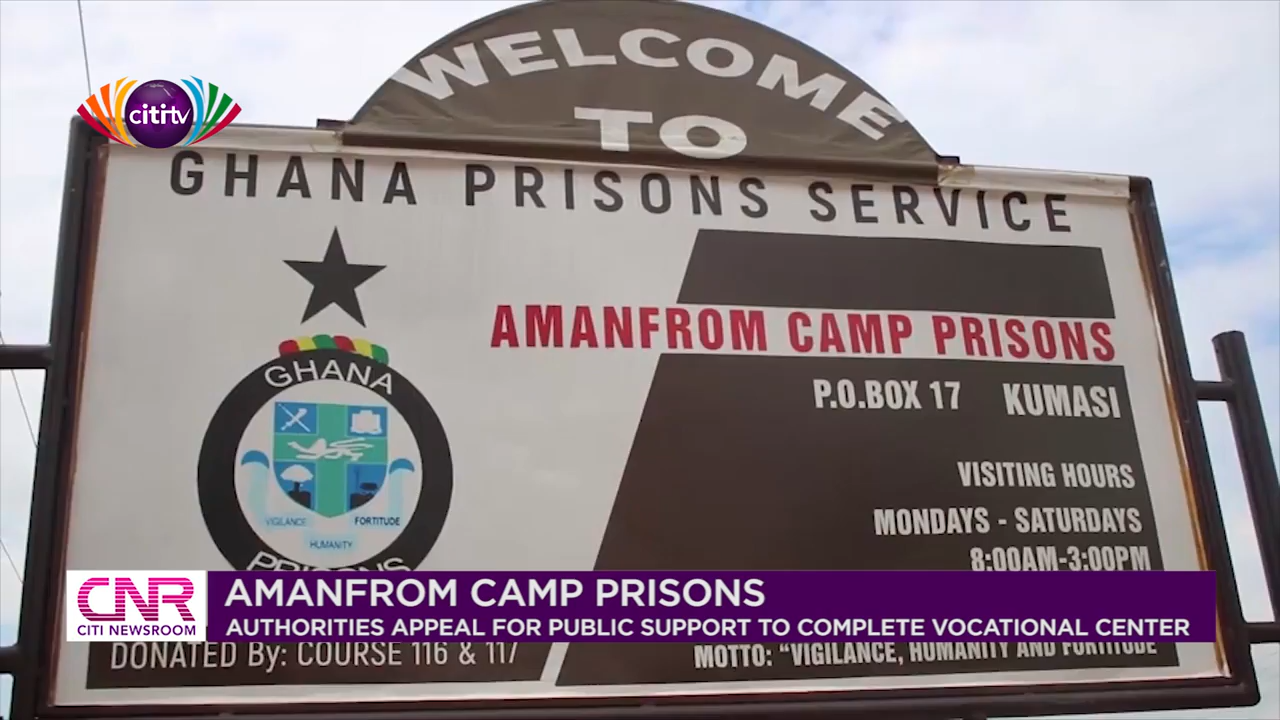 WELCOME
TO
citi tv
GHANA PRISONS SERVICE
AMANFROM CAMP PRISONS
P.O.BOX 17 KUMASI
GHANA
VISITING HOURS
MONDAYS - SATURDAYS
8:00AM-3:00PM
VIGILANCE FORTITUDE
HUMANITY
PRISONS
CNR
CITI NEWSROOM
AMANFROM CAMP PRISONS
AUTHORITIES APPEAL FOR PUBLIC SUPPORT TO COMPLETE VOCATIONAL CENTER
DONATED By: COURSE 116 & 117
MOTTO: "VIGILANCE, HUMANITY AND FORTITUDE